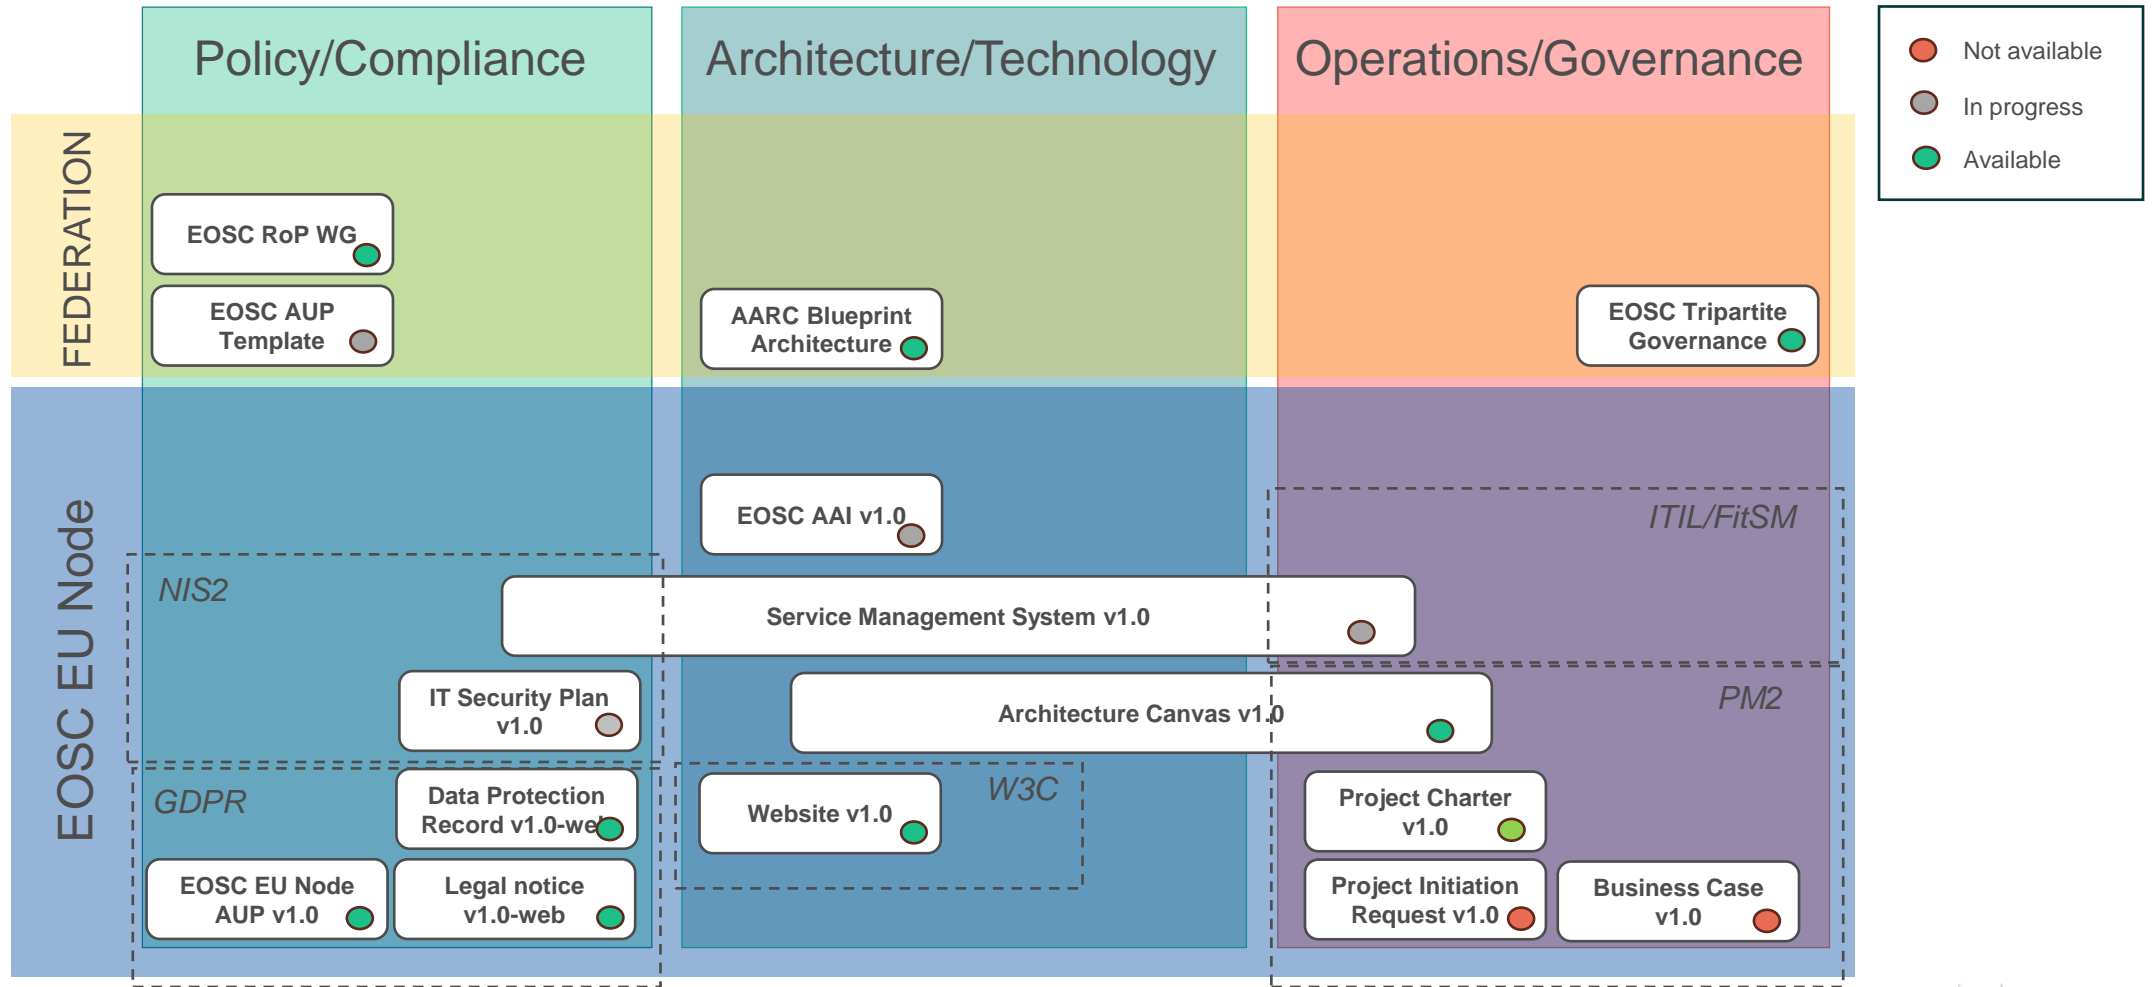 Policy/Compliance
Architecture/Technology
Operations/Governance
Not available
In progress
Available
FEDERATION
EOSC RoP WG
EOSC AUP
Template
AARC Blueprint
Architecture
EOSC Tripartite
Governance
EOSC EU Node
EOSC AAI v1.0
ITIL/FitSM
NIS2
Service Management System v1.0
IT Security Plan
v1.0
Architecture Canvas v1.0
PM2
GDPR
Data Protection
Record v1.0-web
Website v1.0
W3C
Project Charter
v1.0
EOSC EU Node
AUP v1.0
Legal notice
v1.0-web
Project Initiation
Request v1.0
Business Case
v1.0